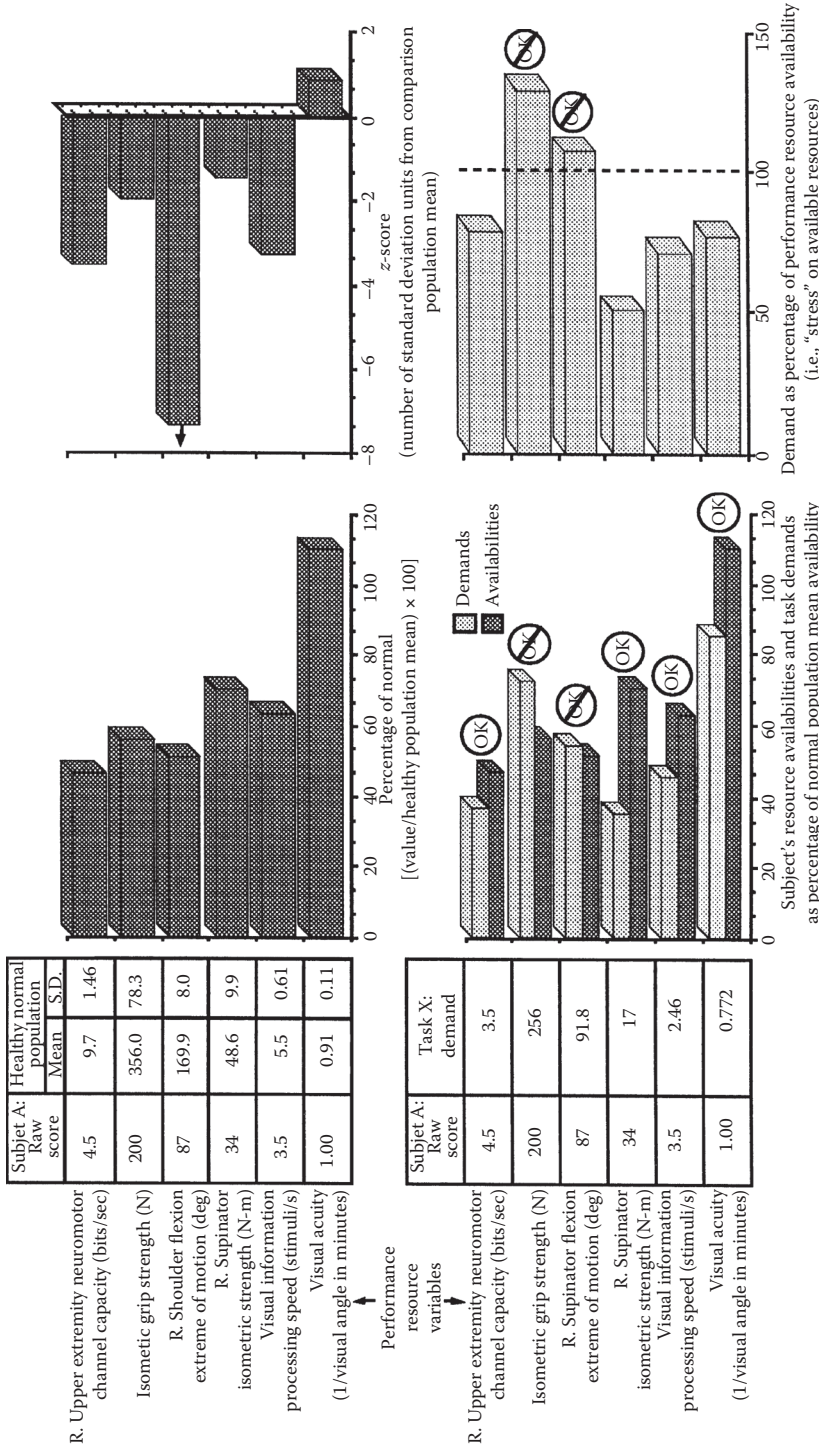 Subjet A:
Raw
score
Healthy normal
population
Mean
S.D.
R. Upper extremity neuromotor
channel capacity (bits/sec)
4.5
9.7
1.46
Isometic grip strength (N)
200
356.0
78.3
R. Shoulder flexion
extreme of motion (deg)
87
169.9
8.0
R. Supinator
isometric strength (N-m)
34
48.6
9.9
Visual information
processing speed (stimuli/s)
3.5
5.5
0.61
Visual acuity
(1/visual angle in minutes)
1.00
0.91
0.11
0 20 40 60 80 100 120
Percentage of normal
[(value/healthy population mean) × 100]
−8 −6 −4 −2 0 2
z-score
(number of standard deviation units from comparison
population mean)
Performance
resource
variables
Subject A:
Raw
score
Task X:
demand
R. Upper extremity neuromotor
channel capacity (bits/sec)
4.5
3.5
Isometric grip strength (N)
200
256
R. Supinator flexion
extreme of motion (deg)
87
91.8
R. Supinator
isometric strength (N-m)
34
17
Visual information
processing speed (stimuli/s)
3.5
2.46
Visual acuity
(1/visual angle in minutes)
1.00
0.772
Demands
Availabilities
OK
OK
OK
OK
OK
OK
0 20 40 60 80 100 120
Subject's resource availabilities and task demands
as percentage of normal population mean availability
OK
OK
0 50 100 150
Demand as percentage of performance resource availability
(i.e., “stress” on available resources)